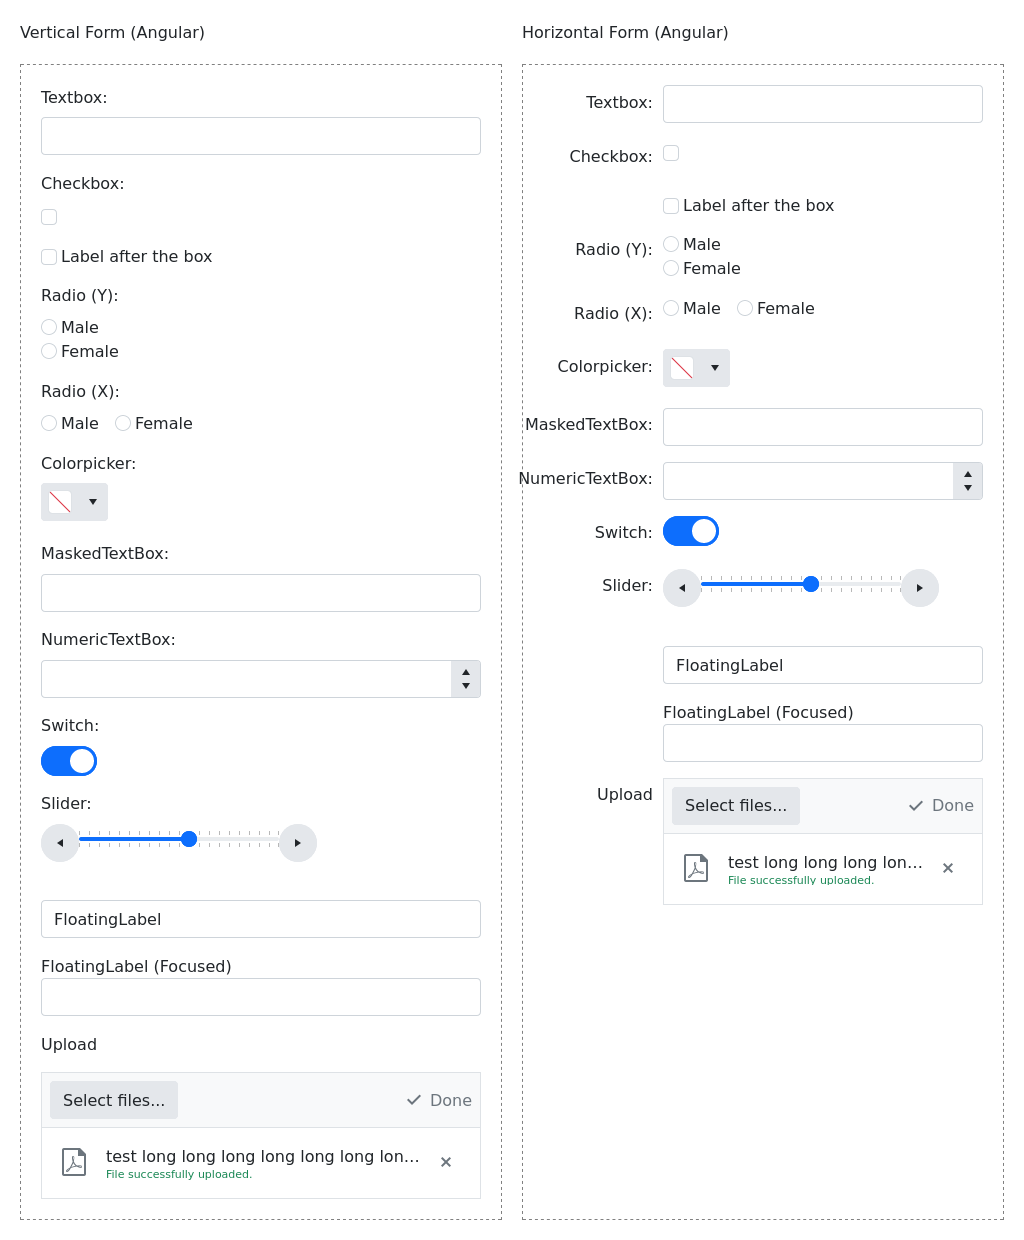 Vertical Form (Angular)
Textbox:
Checkbox:
Label after the box
Radio (Y):
Male
Female
Radio (X):
Male Female
Colorpicker:
MaskedTextBox:
NumericTextBox:
Switch:
Slider:
FloatingLabel
FloatingLabel (Focused)
Upload
Select files... Done
test long long long long long long lon...
File successfully uploaded.
Horizontal Form (Angular)
Textbox:
Checkbox:
Label after the box
Radio (Y): Male
Female
Radio (X): Male Female
Colorpicker:
MaskedTextBox:
NumericTextBox:
Switch:
Slider:
FloatingLabel
FloatingLabel (Focused)
Upload Select files... Done
test long long long lon...
File successfully uploaded.